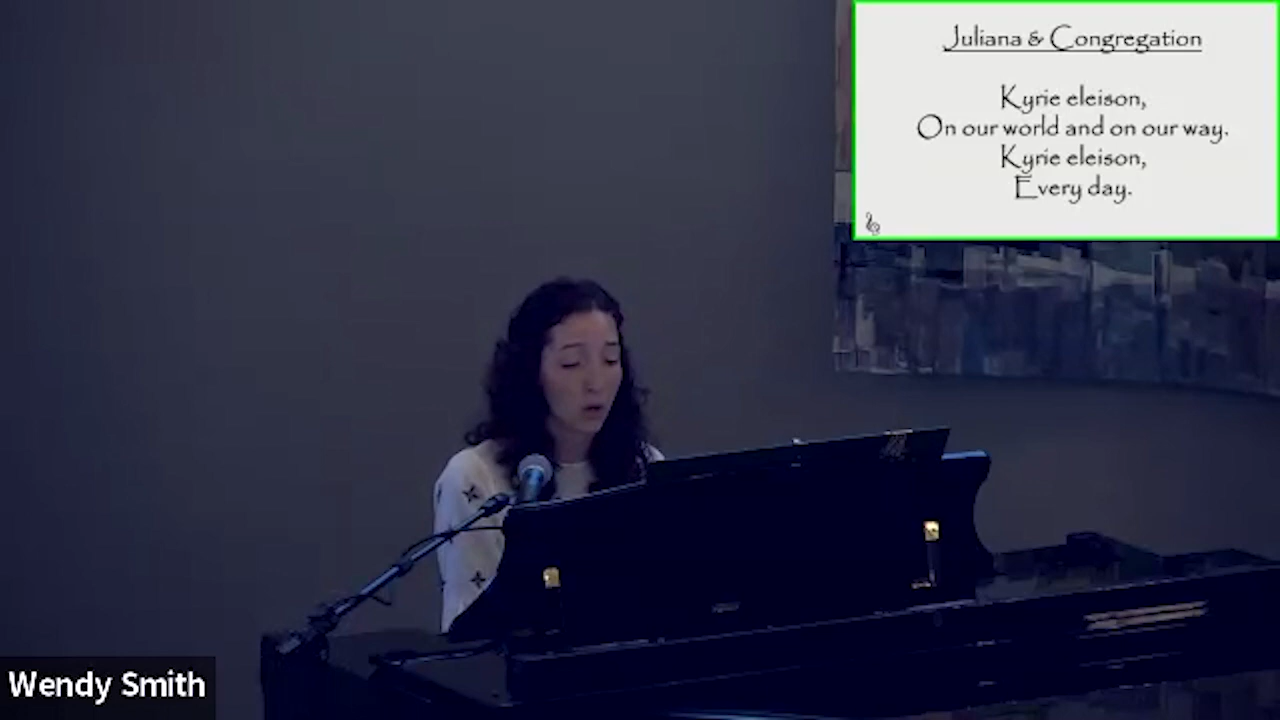 Juliana & Congregation
Kyrie eleison,
On our world and on our way.
Kyrie eleison,
Every day.
Wendy Smith